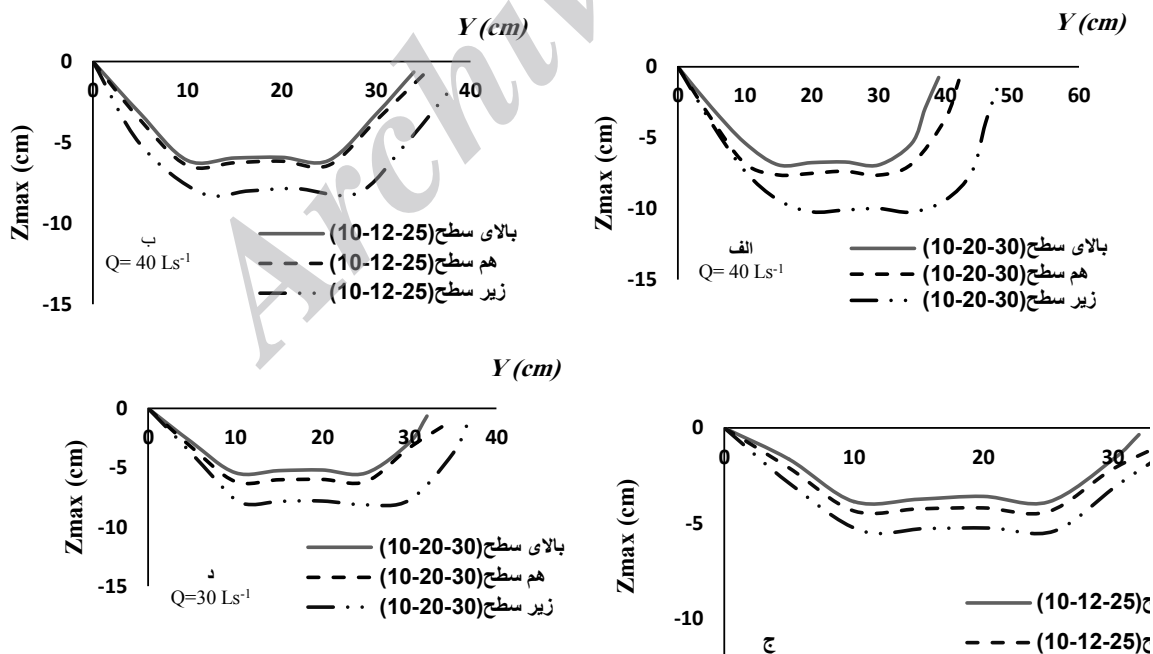 Y (cm)
0
0 10 20 30 40
-5
-10
-15
Zmax (cm)
بالای سطح(10-12-25)
هم سطح(10-12-25)
زیر سطح(10-12-25)
ب
Q= 40 Ls-1
Y (cm)
0
0 10 20 30 40 50 60
-5
-10
-15
Zmax (cm)
بالای سطح(10-20-30)
هم سطح(10-20-30)
زیر سطح(10-20-30)
الف
Q= 40 Ls-1
Y (cm)
0
0 10 20 30 40
-5
-10
-15
Zmax (cm)
بالای سطح(10-20-30)
هم سطح(10-20-30)
زیر سطح(10-20-30)
د
Q=30 Ls-1
0
0 10 20 30
-5
-10
Zmax (cm)
(10-12-25)
(10-12-25)
ج